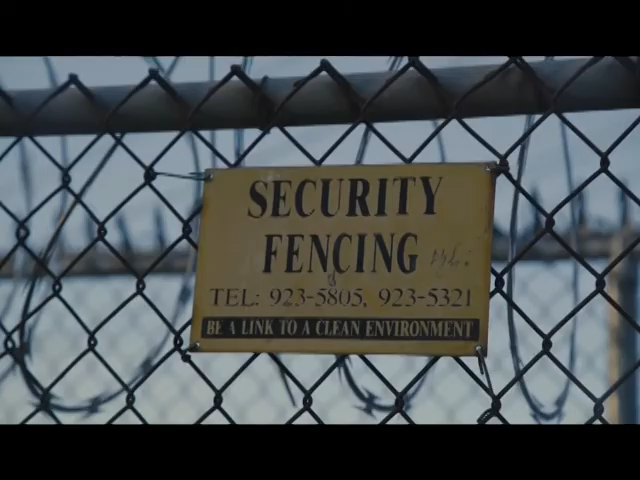 SECURITY
FENCING
TEL: 923-5805, 923-5321
BE A LINK TO A CLEAN ENVIRONMENT